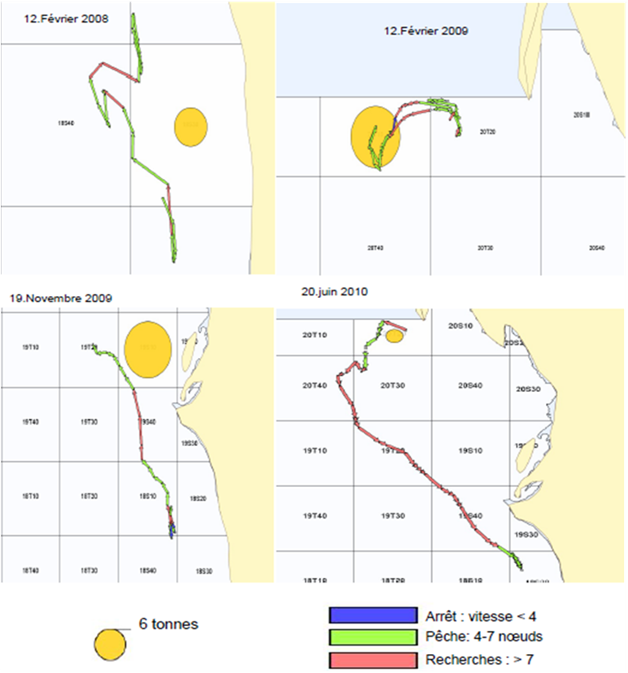 12.Février 2008
18S40
12.Février 2009
20S10
20T20
20T40
20T30
20S40
19.Novembre 2009
19T10
19T40
19T30
19S40
19S30
18T10
18T20
18S10
18S20
18T40
18T30
18S40
18S30
20.juin 2010
20T10
20S10
20T40
20T30
20S40
20S30
19T10
19S10
19T40
19T30
19S40
19S30
6 tonnes
Arrêt : vitesse < 4
Pêche: 4-7 nœuds
Recherches : > 7